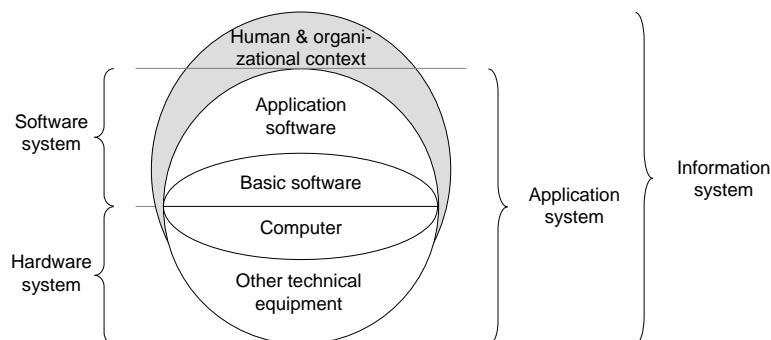 Human & organi-
zational context
Application
software
Software
system
Basic software
Information
system
Application
system
Computer
Hardware
system
Other technical
equipment